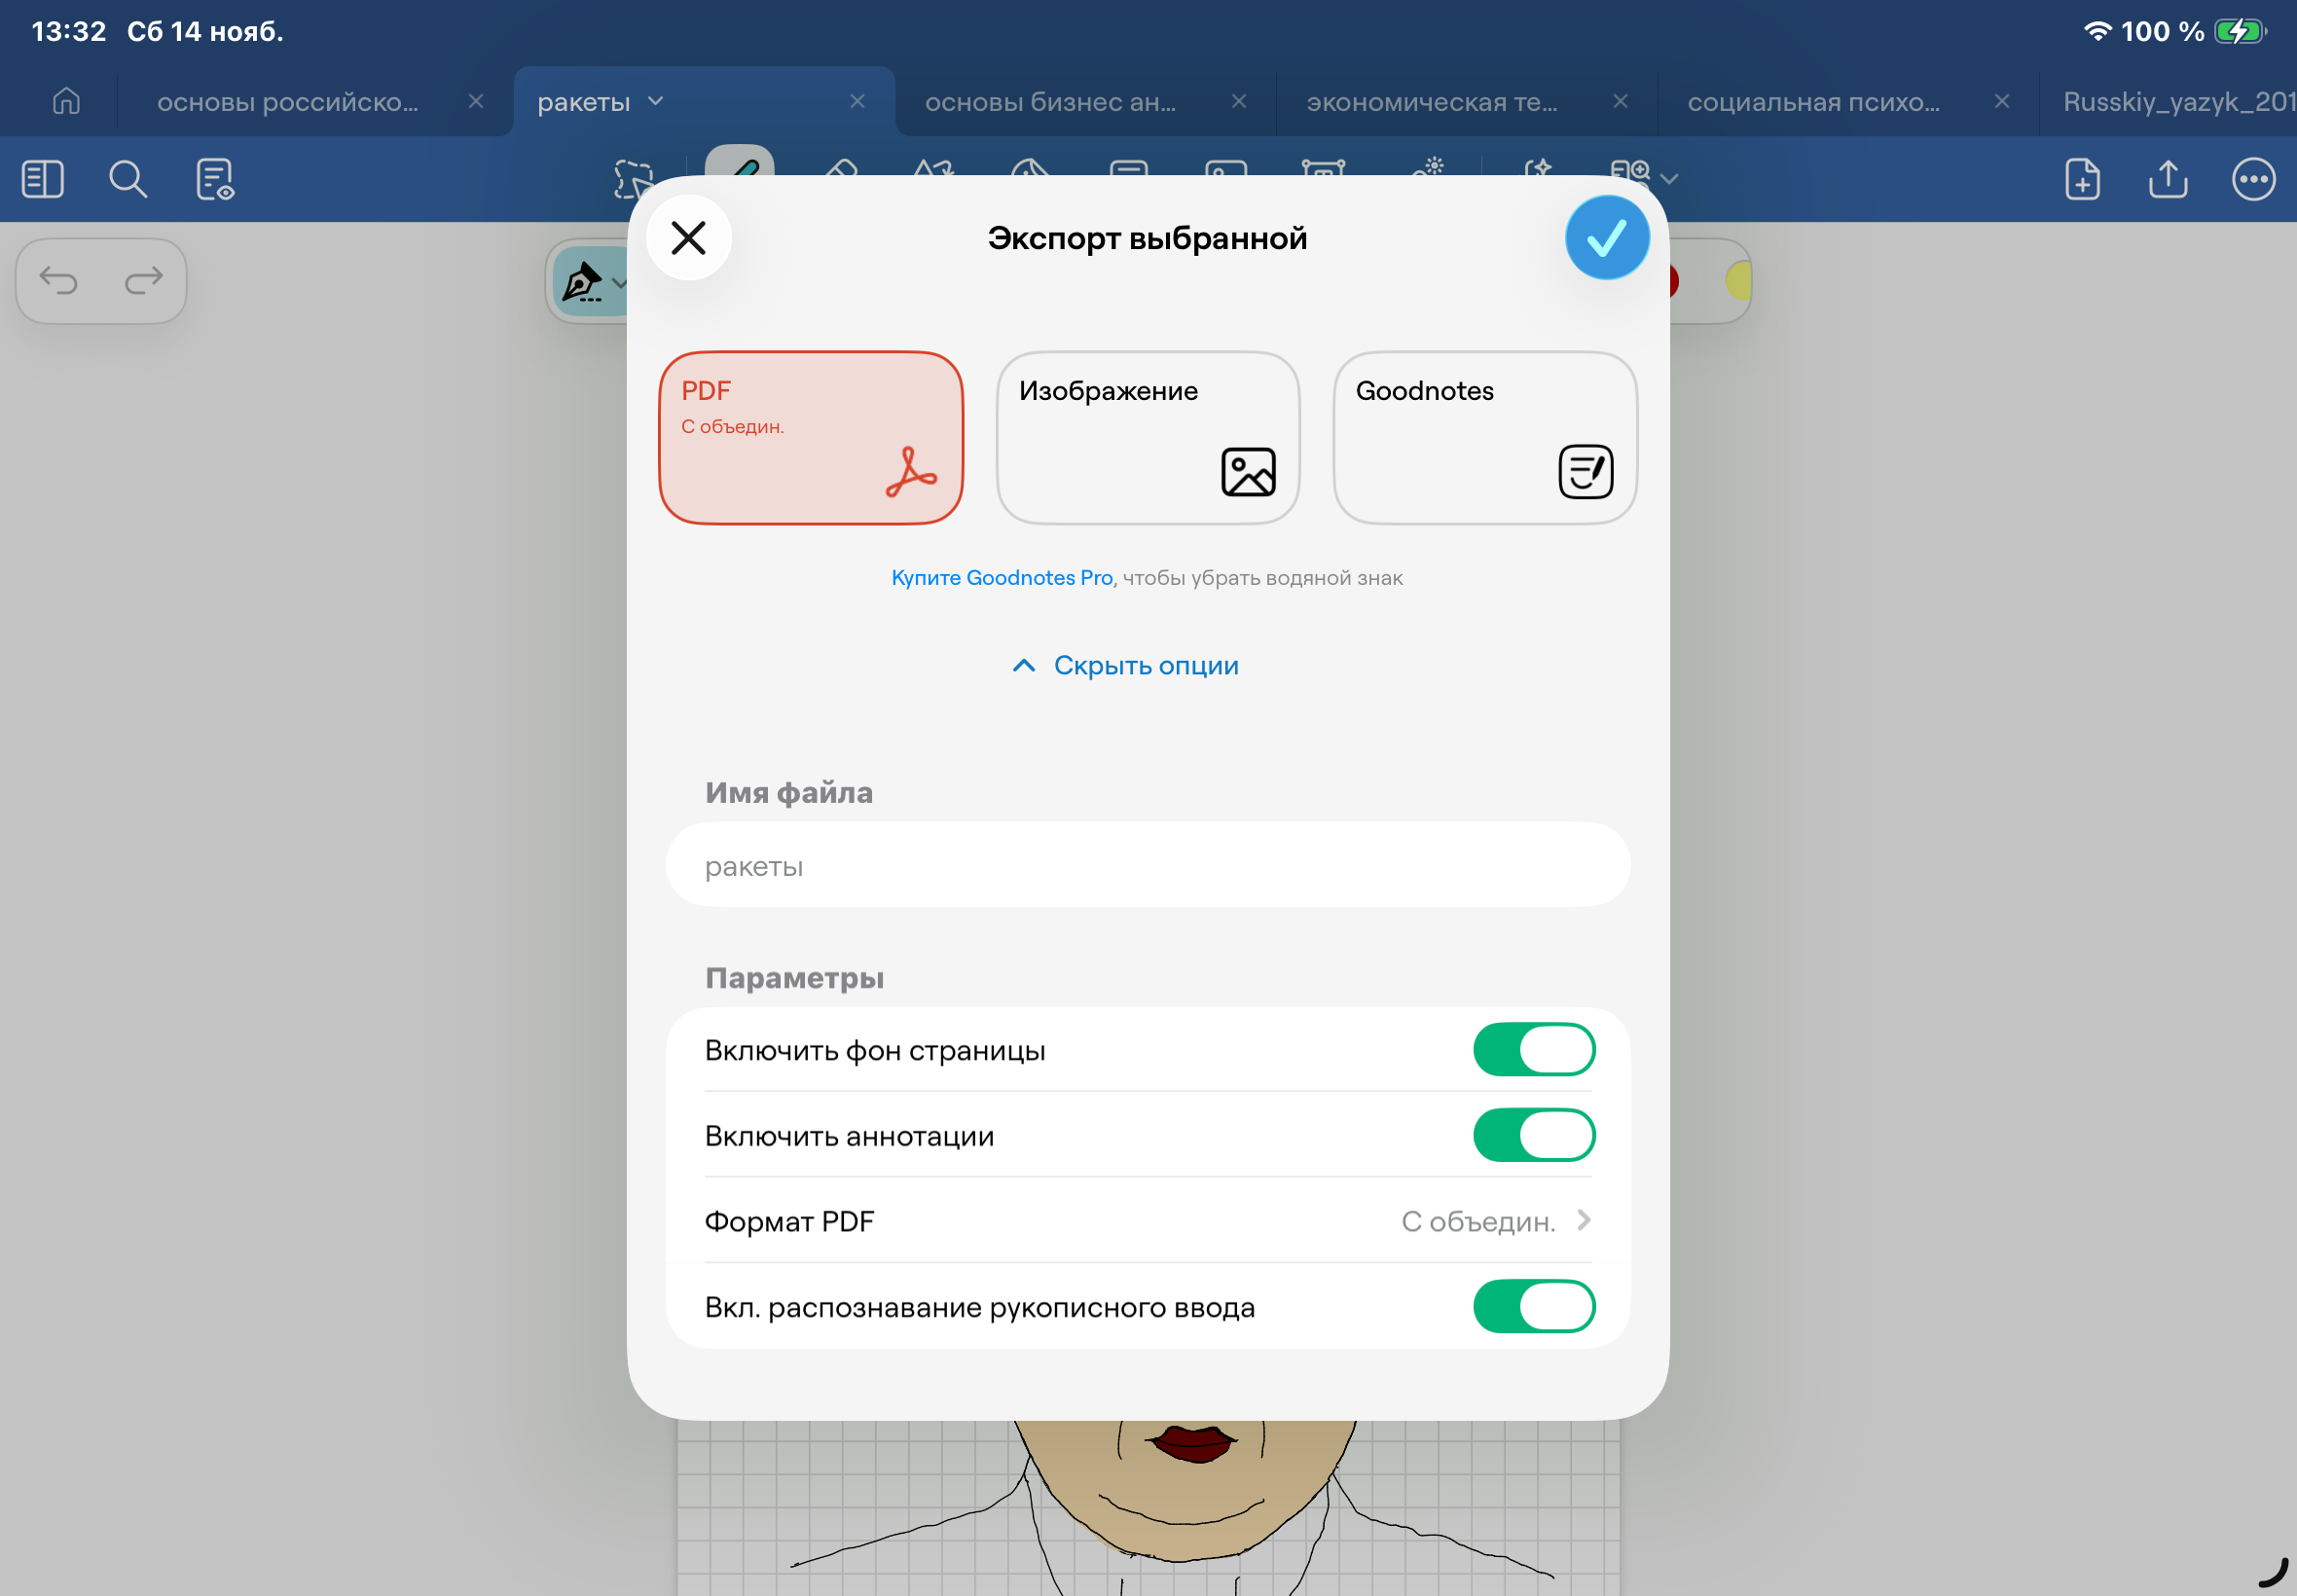 13:32 Сб 14 нояб.
100 %
основы российско...
ракеты
основы бизнес ан...
экономическая те...
социальная психо...
Russkiy_yazyk_201
Экспорт выбранной
PDF
С объедин.
Изображение
Goodnotes
Купите Goodnotes Pro, чтобы убрать водяной знак
Скрыть опции
Имя файла
ракеты
Параметры
Включить фон страницы
Включить аннотации
Формат PDF
С объедин.
Вкл. распознавание рукописного ввода